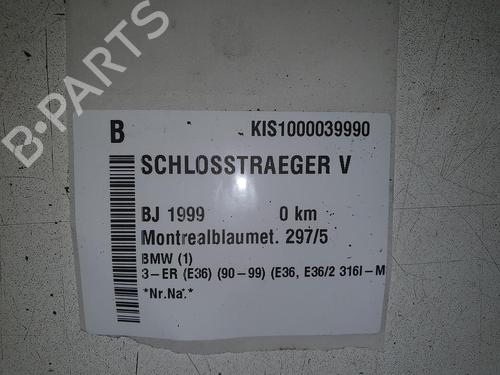 B-PARTS
B KIS1000039990
SCHLOSSTRAEGER V
BJ 1999 0 km
Montrealblaumet. 297/5
BMW (1)
3-ER (E36) (90-99) (E36, E36/2 316I-M
*Nr.Na.*